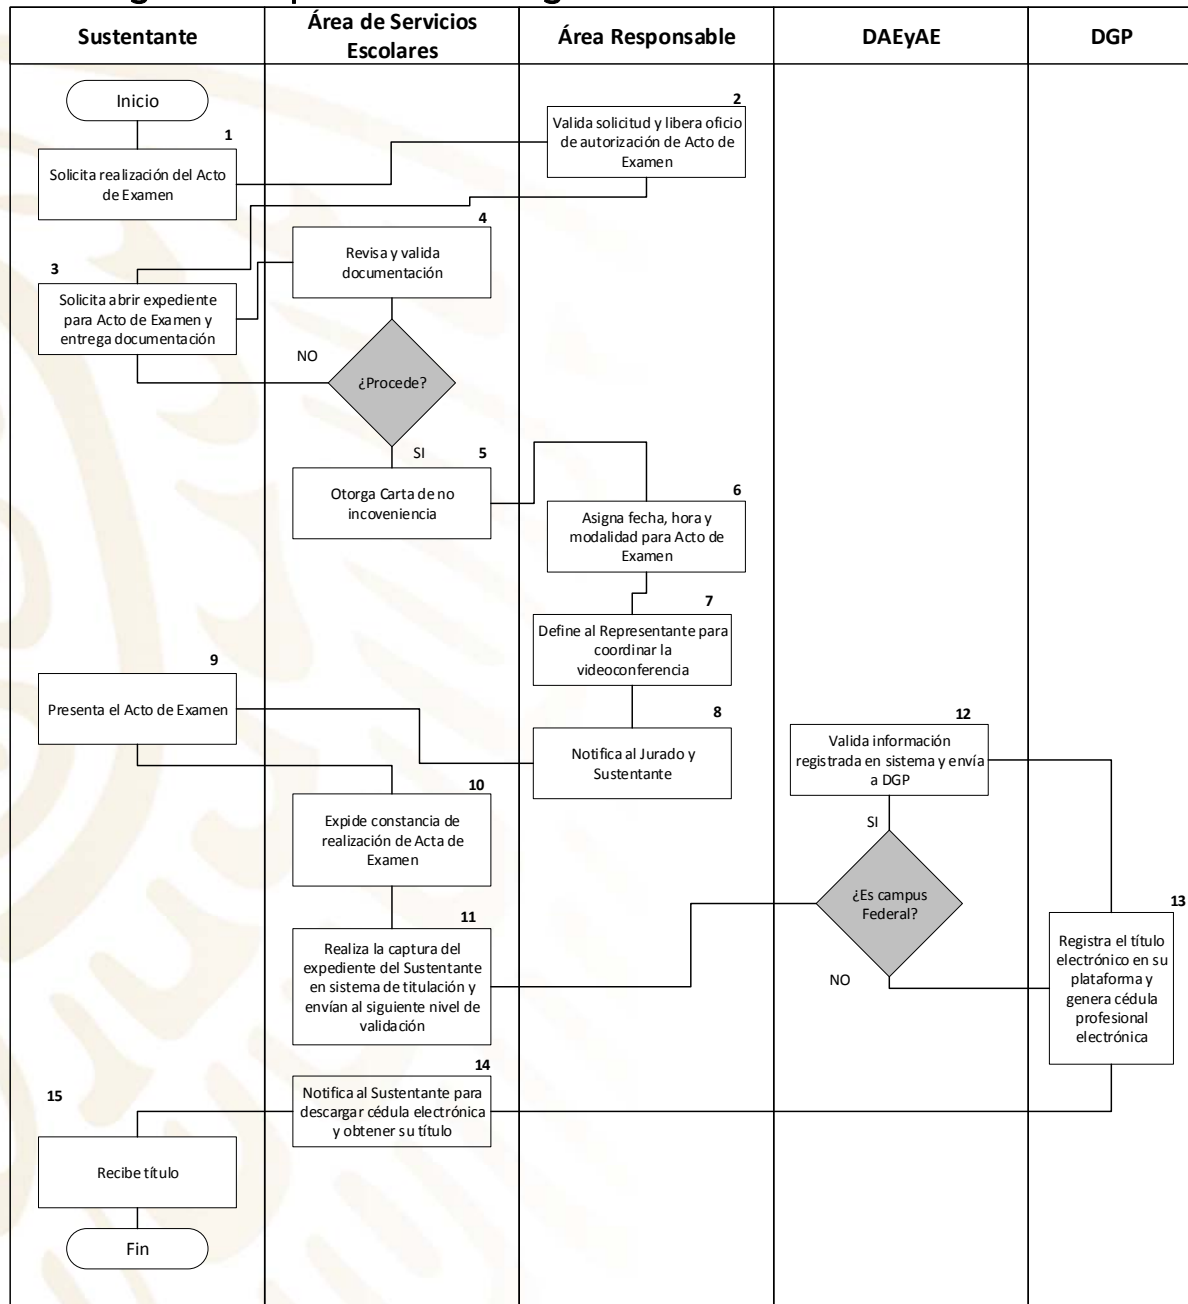 Sustentante
Área de Servicios
Escolares
Área Responsable
DAEyAE
DGP
Inicio
1
Solicita realización del Acto
de Examen
2
Valida solicitud y libera oficio
de autorización de Acto de
Examen
3
Solicita abrir expediente
para Acto de Examen y
entrega documentación
4
Revisa y valida
documentación
NO
¿Procede?
SI
5
Otorga Carta de no
incoveniencia
6
Asigna fecha, hora y
modalidad para Acto de
Examen
7
Define al Representante para
coordinar la
videoconferencia
8
Notifica al Jurado y
Sustentante
9
Presenta el Acto de Examen
10
Expide constancia de
realización de Acta de
Examen
11
Realiza la captura del
expediente del Sustentante
en sistema de titulación y
envían al siguiente nivel de
validación
12
Valida información
registrada en sistema y envía
a DGP
SI
¿Es campus
Federal?
NO
13
Registra el título
electrónico en su
plataforma y
genera cédula
profesional
electrónica
14
Notifica al Sustentante para
descargar cédula electrónica
y obtener su título
15
Recibe título
Fin